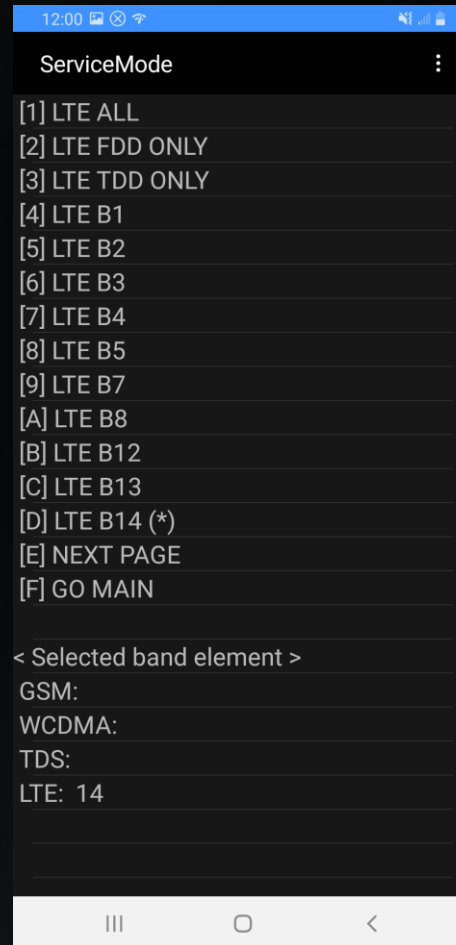 12:00
ServiceMode
[1] LTE ALL
[2] LTE FDD ONLY
[3] LTE TDD ONLY
[4] LTE B1
[5] LTE B2
[6] LTE B3
[7] LTE B4
[8] LTE B5
[9] LTE B7
[A] LTE B8
[B] LTE B12
[C] LTE B13
[D] LTE B14 (*)
[E] NEXT PAGE
[F] GO MAIN
< Selected band element >
GSM:
WCDMA:
TDS:
LTE: 14